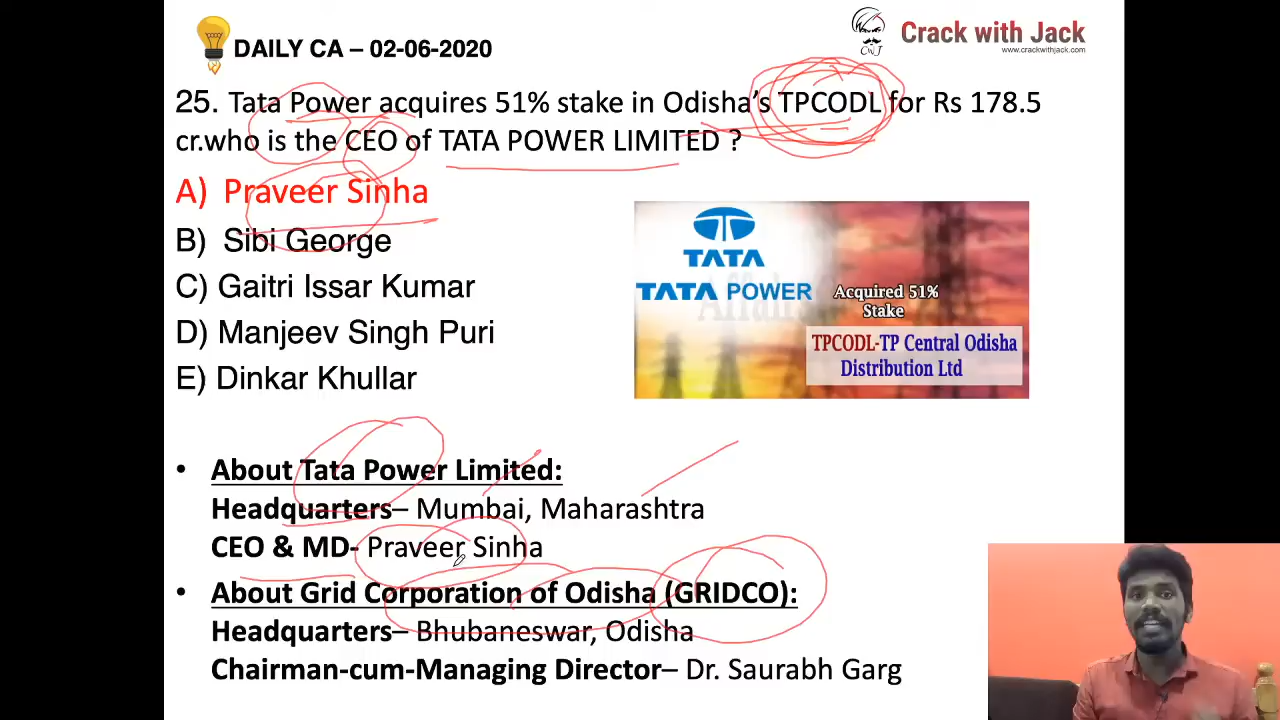 DAILY CA – 02-06-2020
Crack with Jack
CWJ
www.crackwithjack.com
25. Tata Power acquires 51% stake in Odisha's TPCODL for Rs 178.5
cr.who is the CEO of TATA POWER LIMITED ?
A) Praveer Sinha
B) Sibi George
C) Gaitri Issar Kumar
D) Manjeev Singh Puri
E) Dinkar Khullar
TATA
TATA POWER
Affairs
Acquired 51%
Stake
TPCODL-TP Central Odisha
Distribution Ltd
• About Tata Power Limited:
Headquarters– Mumbai, Maharashtra
CEO & MD- Praveer Sinha
• About Grid Corporation of Odisha (GRIDCO):
Headquarters– Bhubaneswar, Odisha
Chairman-cum-Managing Director– Dr. Saurabh Garg